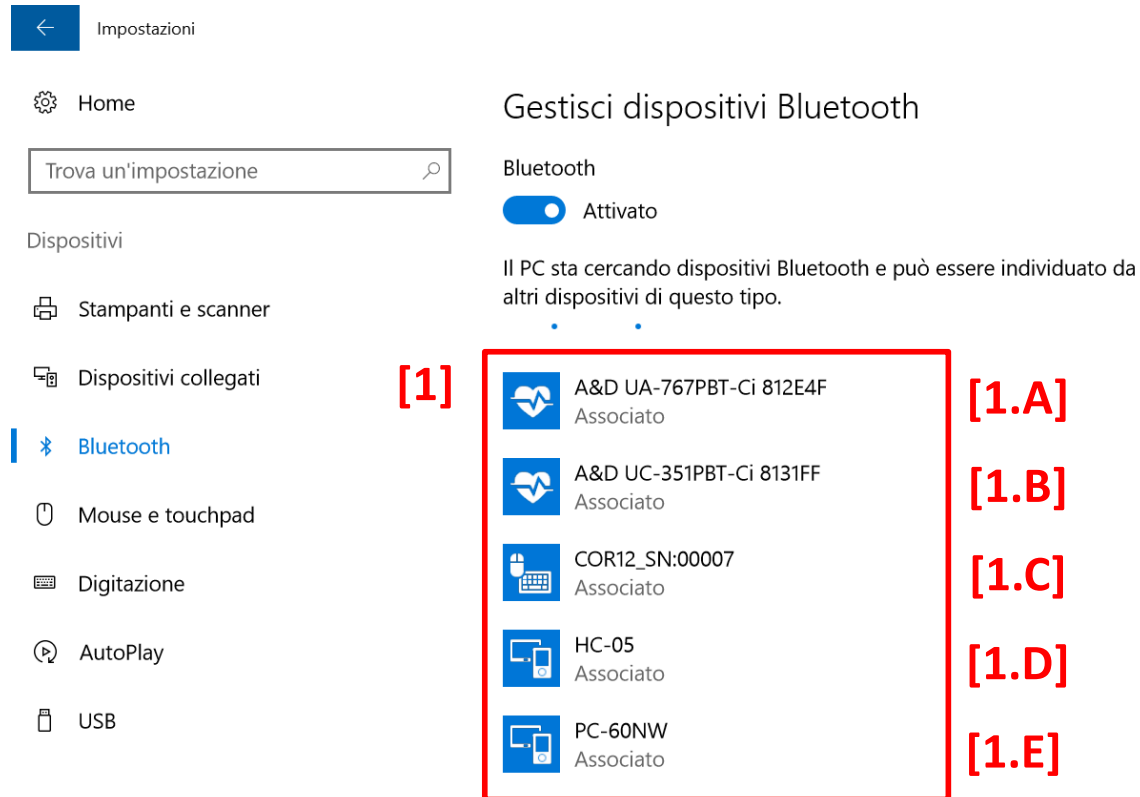 Impostazioni
Home
Trova un'impostazione
Dispositivi
Stampanti e scanner
Dispositivi collegati
Bluetooth
Mouse e touchpad
Digitazione
AutoPlay
USB
Gestisci dispositivi Bluetooth
Bluetooth
Attivato
Il PC sta cercando dispositivi Bluetooth e può essere individuato da
altri dispositivi di questo tipo.
[1]
A&D UA-767PBT-Ci 812E4F
Associato
[1.A]
A&D UC-351PBT-Ci 8131FF
Associato
[1.B]
COR12_SN:00007
Associato
[1.C]
HC-05
Associato
[1.D]
PC-60NW
Associato
[1.E]